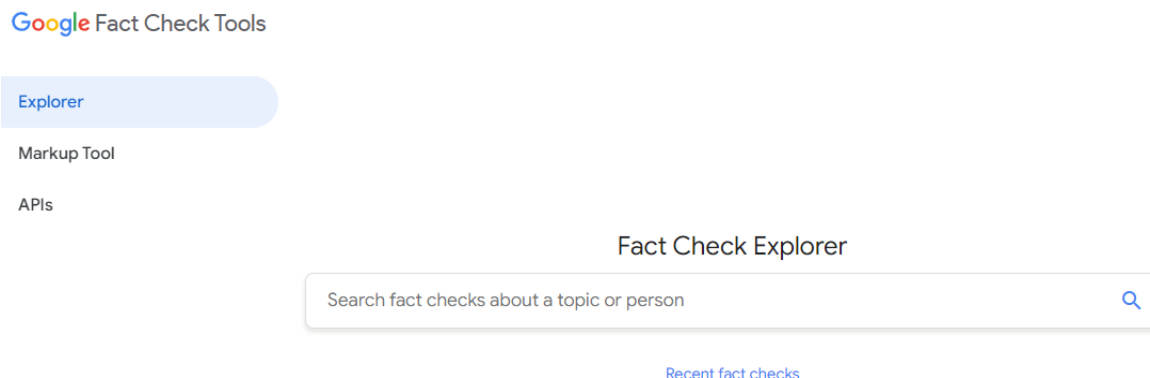 Google Fact Check Tools
Explorer
Markup Tool
APIs
Fact Check Explorer
Search fact checks about a topic or person
Recent fact checks